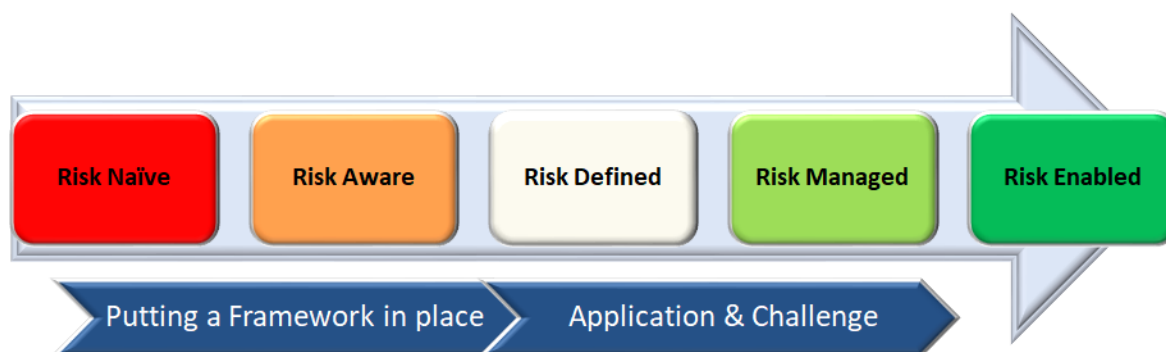 Risk Naïve
Risk Aware
Risk Defined
Risk Managed
Risk Enabled
Putting a Framework in place
Application & Challenge